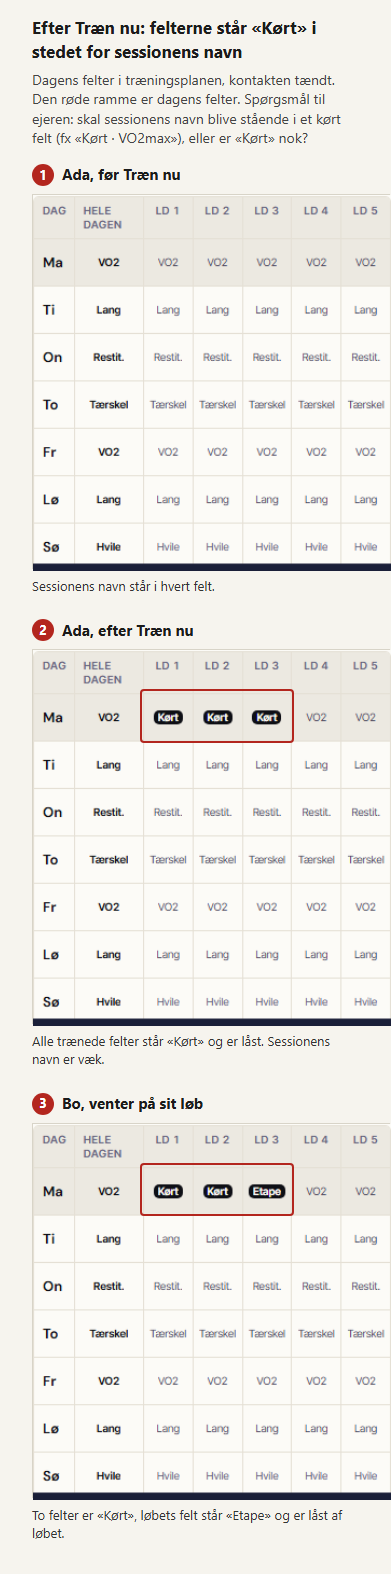 Efter Træn nu: felterne står «Kørt» i
stedet for sessionens navn
Dagens felter i træningsplanen, kontakten tændt.
Den røde ramme er dagens felter. Spørgsmål til
ejeren: skal sessionens navn blive stående i et kørt
felt (fx «Kørt · VO2max»), eller er «Kørt» nok?
1 Ada, før Træn nu
DAG HELE DAGEN LD 1 LD 2 LD 3 LD 4 LD 5
Ma VO2 VO2 VO2 VO2 VO2 VO2
Ti Lang Lang Lang Lang Lang Lang
On Restit. Restit. Restit. Restit. Restit. Restit.
To Tærskel Tærskel Tærskel Tærskel Tærskel Tærskel
Fr VO2 VO2 VO2 VO2 VO2 VO2
Lø Lang Lang Lang Lang Lang Lang
Sø Hvile Hvile Hvile Hvile Hvile Hvile
Sessionens navn står i hvert felt.
2 Ada, efter Træn nu
DAG HELE DAGEN LD 1 LD 2 LD 3 LD 4 LD 5
Ma VO2 Kørt Kørt Kørt VO2 VO2
Ti Lang Lang Lang Lang Lang Lang
On Restit. Restit. Restit. Restit. Restit. Restit.
To Tærskel Tærskel Tærskel Tærskel Tærskel Tærskel
Fr VO2 VO2 VO2 VO2 VO2 VO2
Lø Lang Lang Lang Lang Lang Lang
Sø Hvile Hvile Hvile Hvile Hvile Hvile
Alle trænede felter står «Kørt» og er låst. Sessionens
navn er væk.
3 Bo, venter på sit løb
DAG HELE DAGEN LD 1 LD 2 LD 3 LD 4 LD 5
Ma VO2 Kørt Kørt Etape VO2 VO2
Ti Lang Lang Lang Lang Lang Lang
On Restit. Restit. Restit. Restit. Restit. Restit.
To Tærskel Tærskel Tærskel Tærskel Tærskel Tærskel
Fr VO2 VO2 VO2 VO2 VO2 VO2
Lø Lang Lang Lang Lang Lang Lang
Sø Hvile Hvile Hvile Hvile Hvile Hvile
To felter er «Kørt», løbets felt står «Etape» og er låst af
løbet.